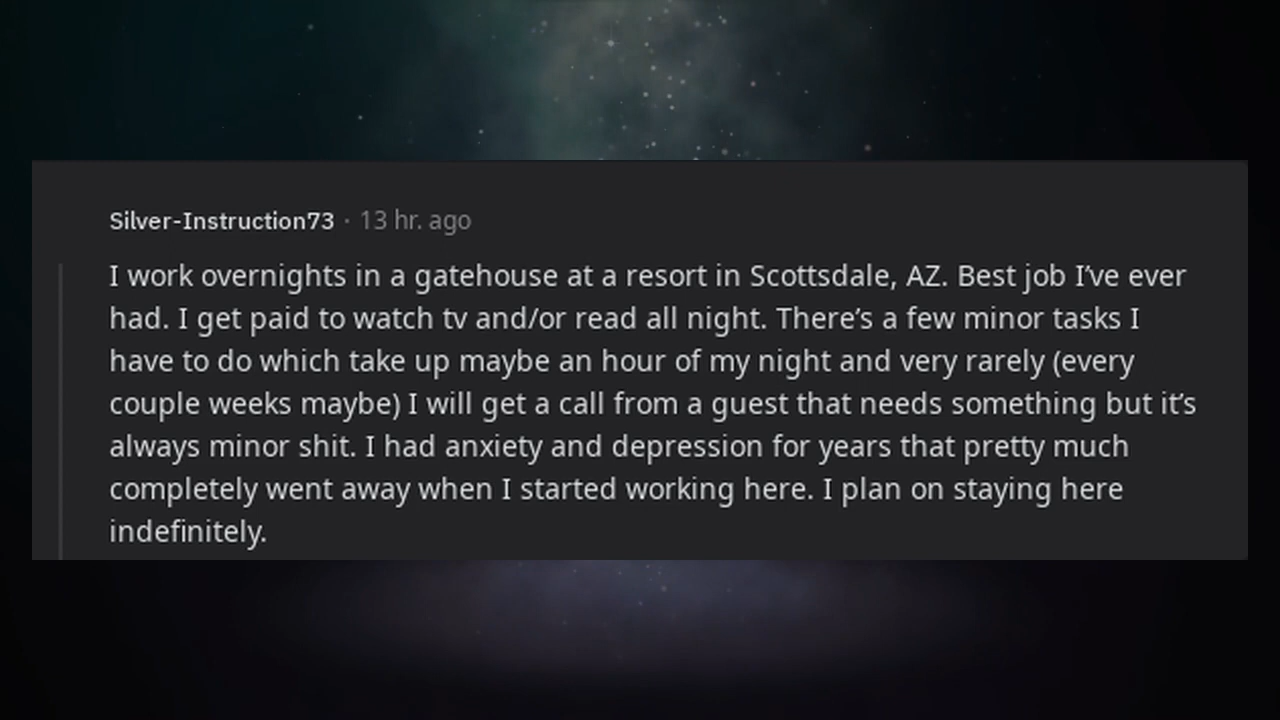 Silver-Instruction73 · 13 hr. ago
I work overnights in a gatehouse at a resort in Scottsdale, AZ. Best job I’ve ever
had. I get paid to watch tv and/or read all night. There’s a few minor tasks I
have to do which take up maybe an hour of my night and very rarely (every
couple weeks maybe) I will get a call from a guest that needs something but it’s
always minor shit. I had anxiety and depression for years that pretty much
completely went away when I started working here. I plan on staying here
indefinitely.